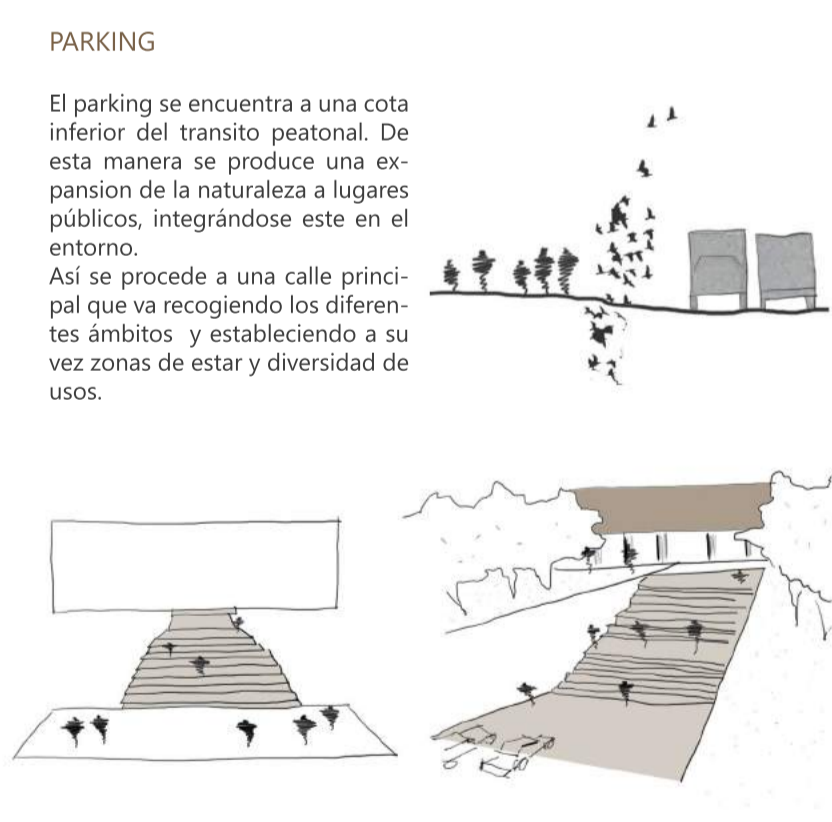 PARKING
El parking se encuentra a una cota
inferior del transito peatonal. De
esta manera se produce una ex-
pansion de la naturaleza a lugares
públicos, integrándose este en el
entorno.
Así se procede a una calle princi-
pal que va recogiendo los diferen-
tes ámbitos  y estableciendo a su
vez zonas de estar y diversidad de
usos.